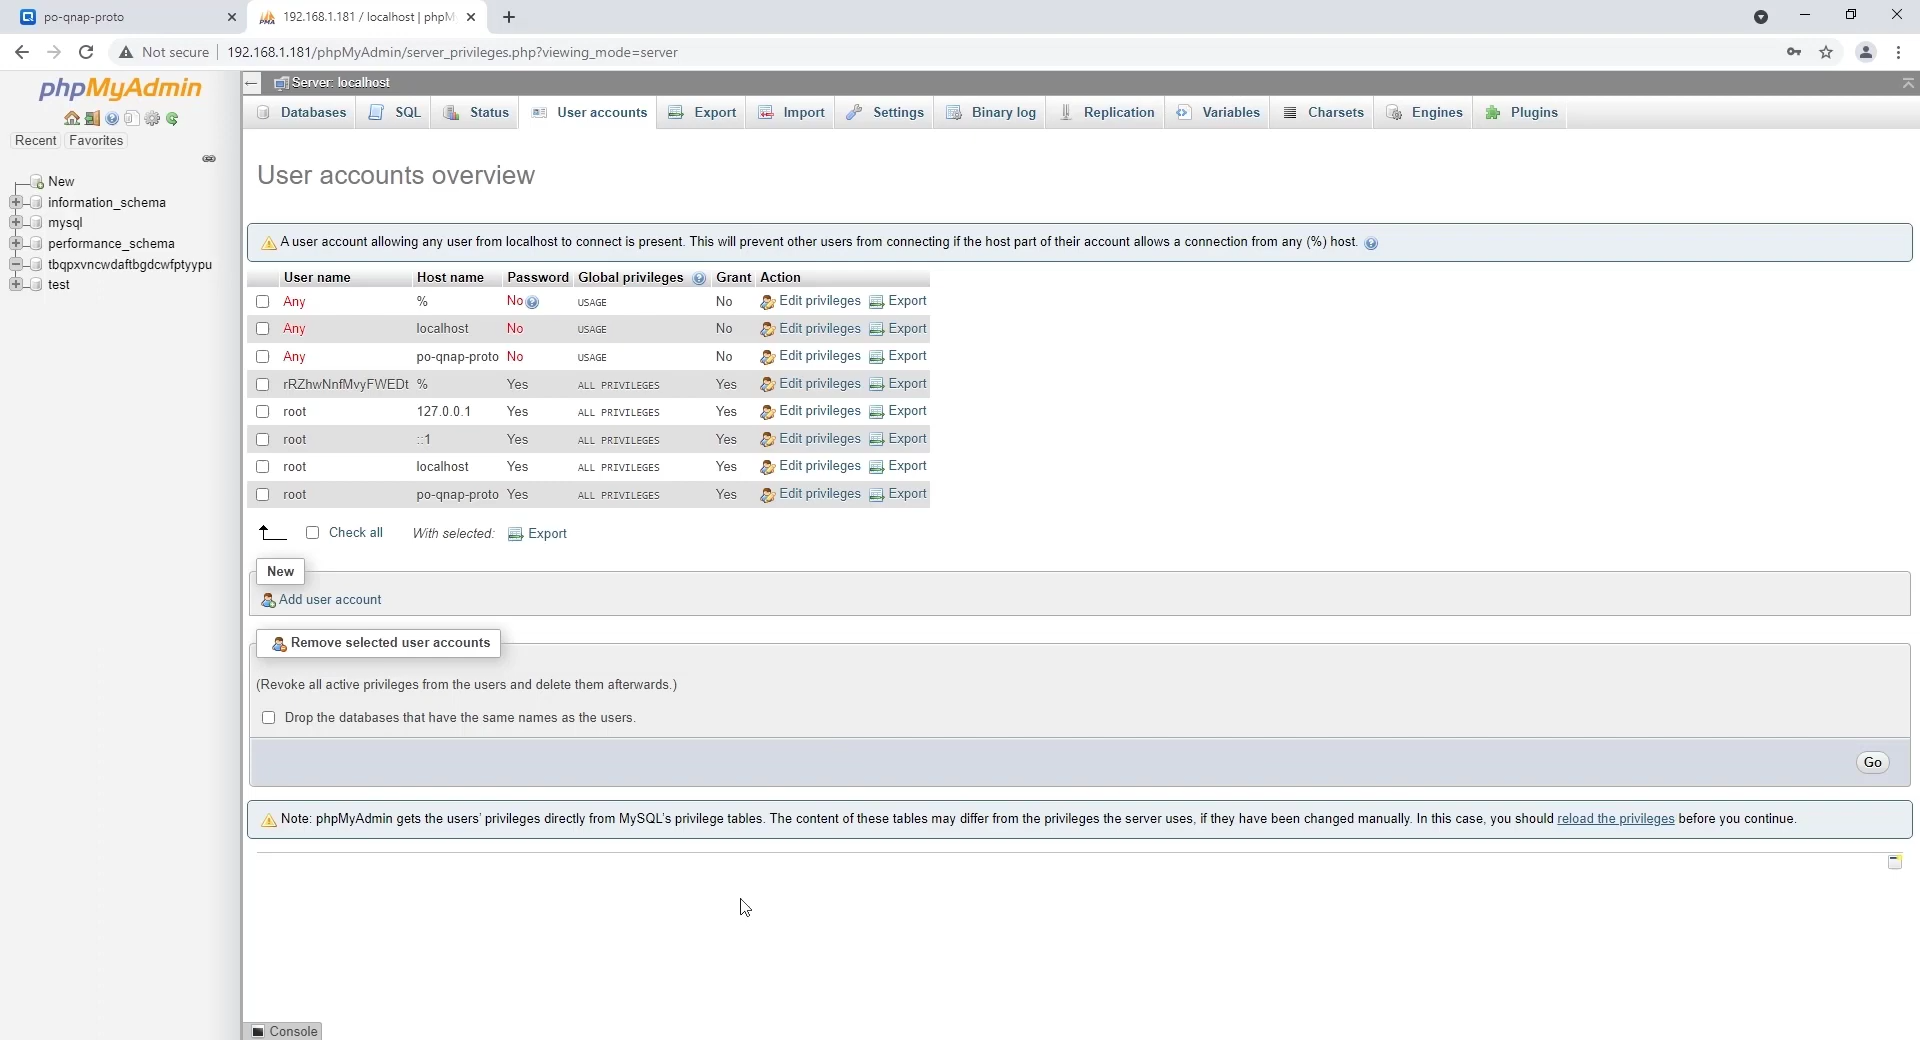 po-qnap-proto
192.168.1.181 / localhost | phpM
Not secure
192.168.1.181/phpMyAdmin/server_privileges.php?viewing_mode=server
phpMyAdmin
Recent Favorites
New
information_schema
mysql
performance_schema
tbqpxvncwdaftbgdcwfptyypu
test
Server: localhost
Databases SQL Status User accounts Export Import Settings Binary log Replication Variables Charsets Engines Plugins
User accounts overview
A user account allowing any user from localhost to connect is present. This will prevent other users from connecting if the host part of their account allows a connection from any (%) host.
User name Host name Password Global privileges Grant Action
Any % No USAGE No Edit privileges Export
Any localhost No USAGE No Edit privileges Export
Any po-qnap-proto No USAGE No Edit privileges Export
rRZhwNnfMvyFWEDt % Yes ALL PRIVILEGES Yes Edit privileges Export
root 127.0.0.1 Yes ALL PRIVILEGES Yes Edit privileges Export
root ::1 Yes ALL PRIVILEGES Yes Edit privileges Export
root localhost Yes ALL PRIVILEGES Yes Edit privileges Export
root po-qnap-proto Yes ALL PRIVILEGES Yes Edit privileges Export
Check all With selected: Export
New
Add user account
Remove selected user accounts
(Revoke all active privileges from the users and delete them afterwards.)
Drop the databases that have the same names as the users.
Go
Note: phpMyAdmin gets the users' privileges directly from MySQL's privilege tables. The content of these tables may differ from the privileges the server uses, if they have been changed manually. In this case, you should reload the privileges before you continue.
Console